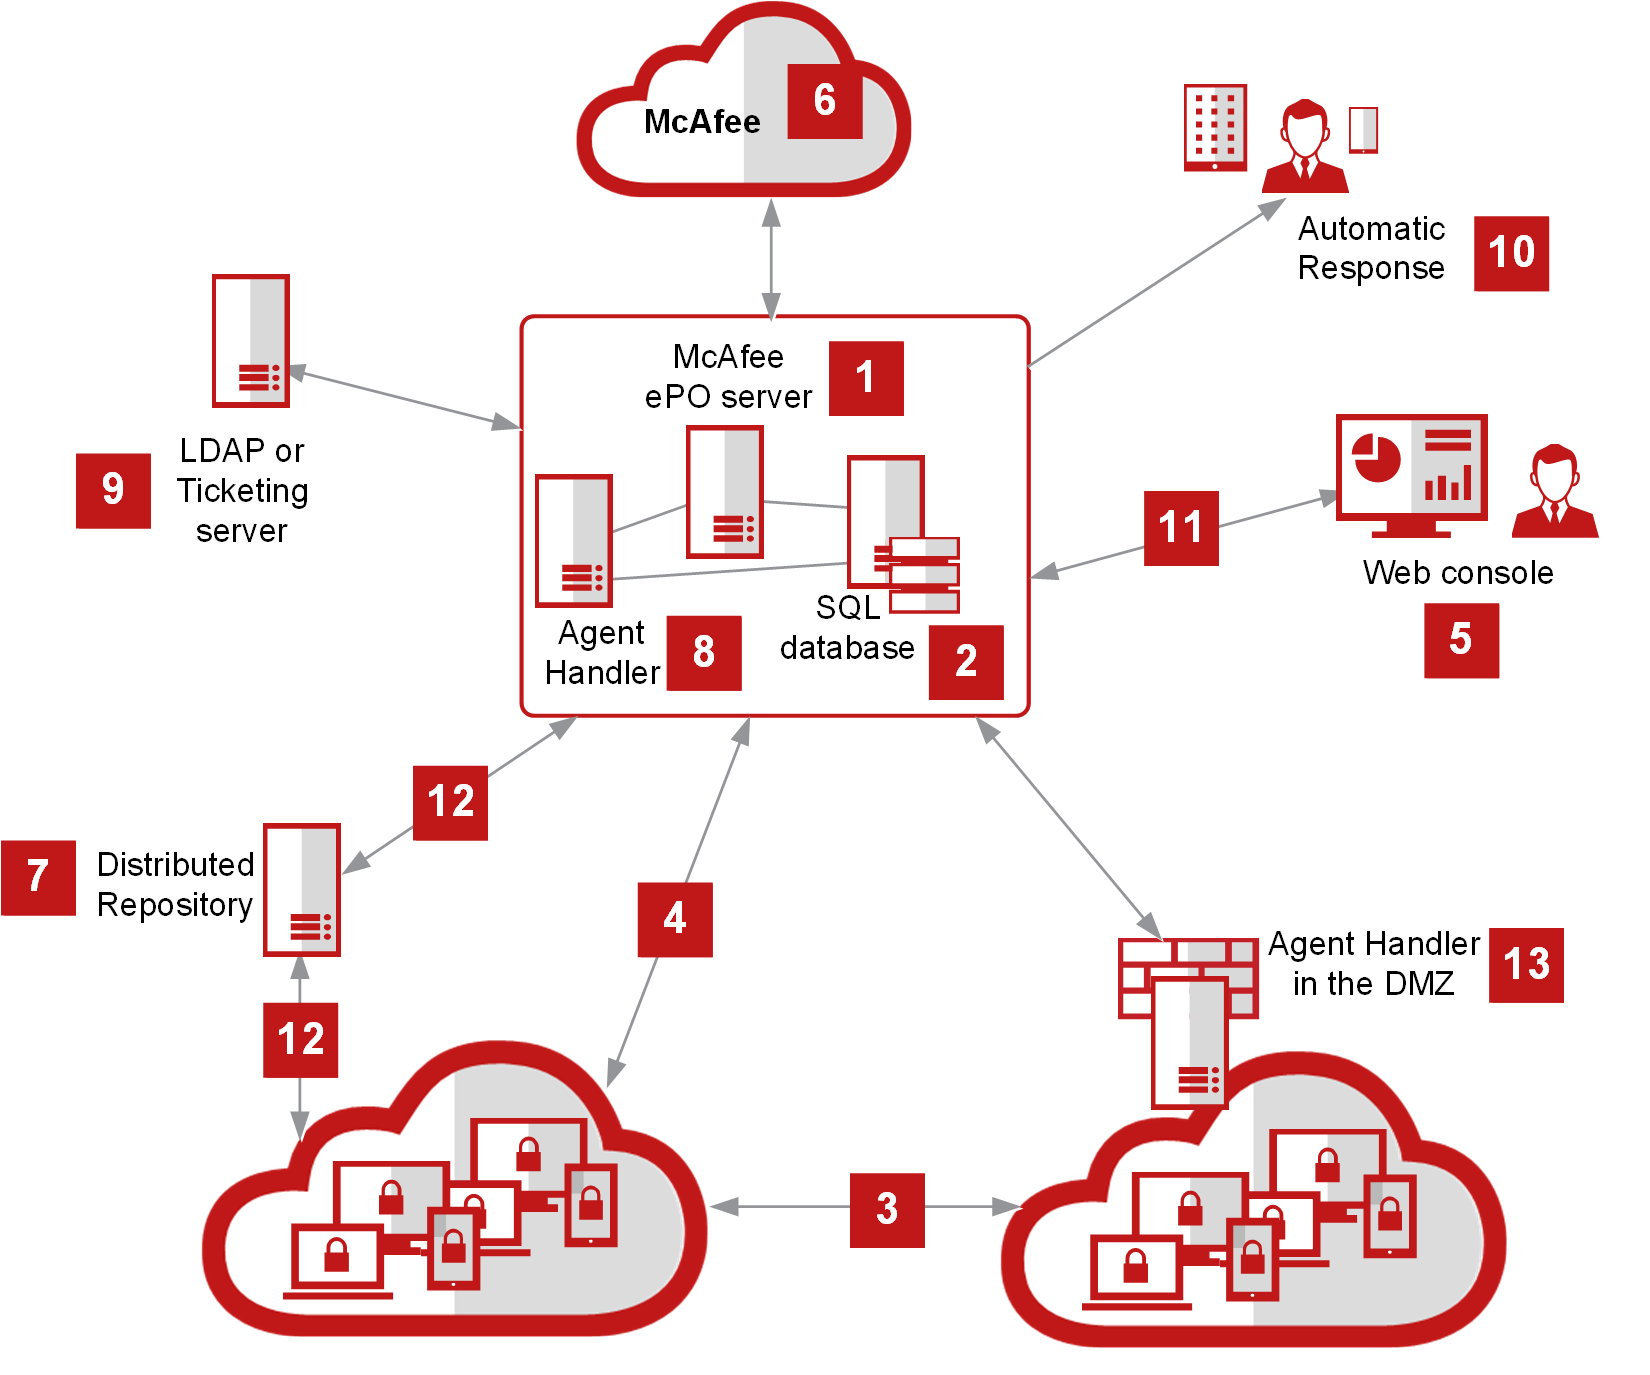 McAfee
6
Automatic
Response
10
McAfee
ePO server
1
LDAP or
Ticketing
server
9
11
Web console
5
Agent
Handler
8
SQL
database
2
12
7
Distributed
Repository
4
Agent Handler
in the DMZ
13
12
3